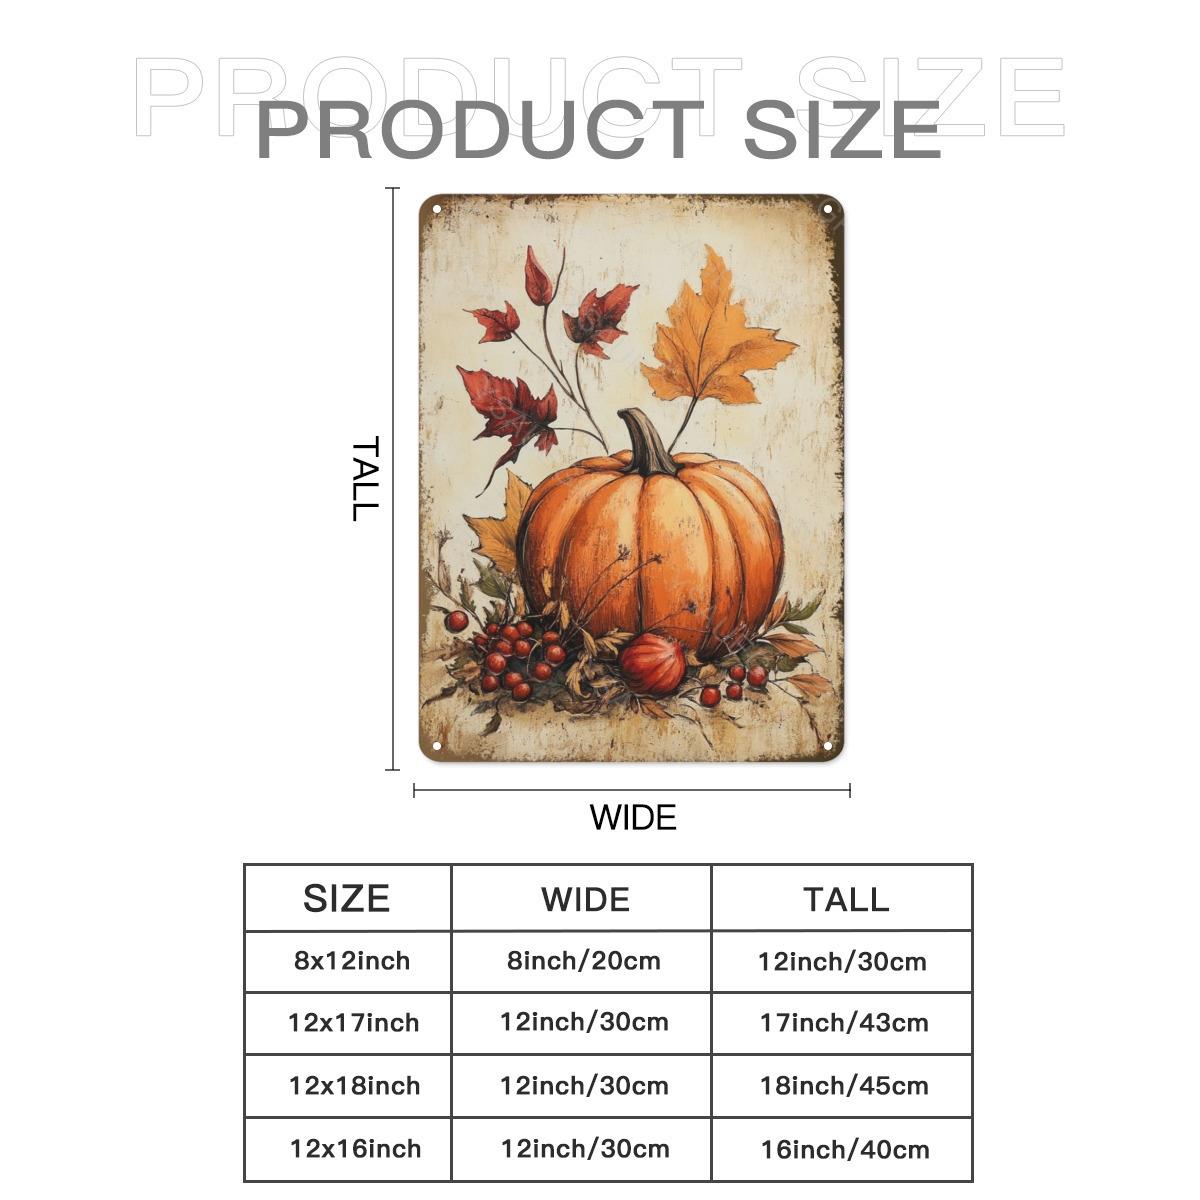 PRODUCT SIZE
PRODUCT SIZE
TALL
WIDE
SIZE WIDE TALL
8x12inch 8inch/20cm 12inch/30cm
12x17inch 12inch/30cm 17inch/43cm
12x18inch 12inch/30cm 18inch/45cm
12x16inch 12inch/30cm 16inch/40cm